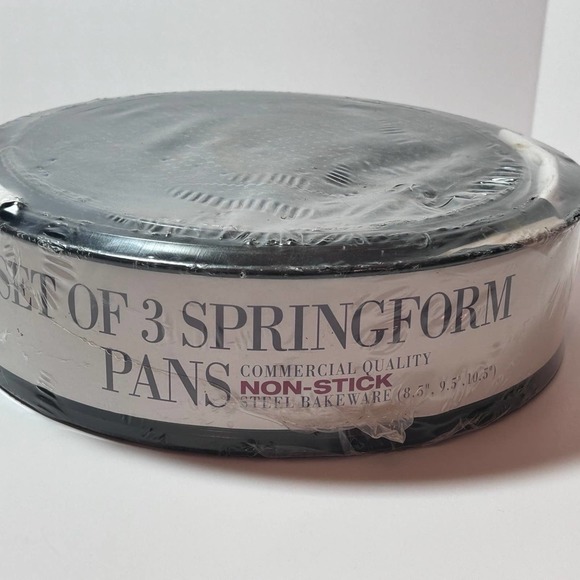 SET OF 3 SPRINGFORM
PANS
COMMERCIAL QUALITY
NON-STICK
STEEL BAKEWARE (8.5", 9.5", 10.5")